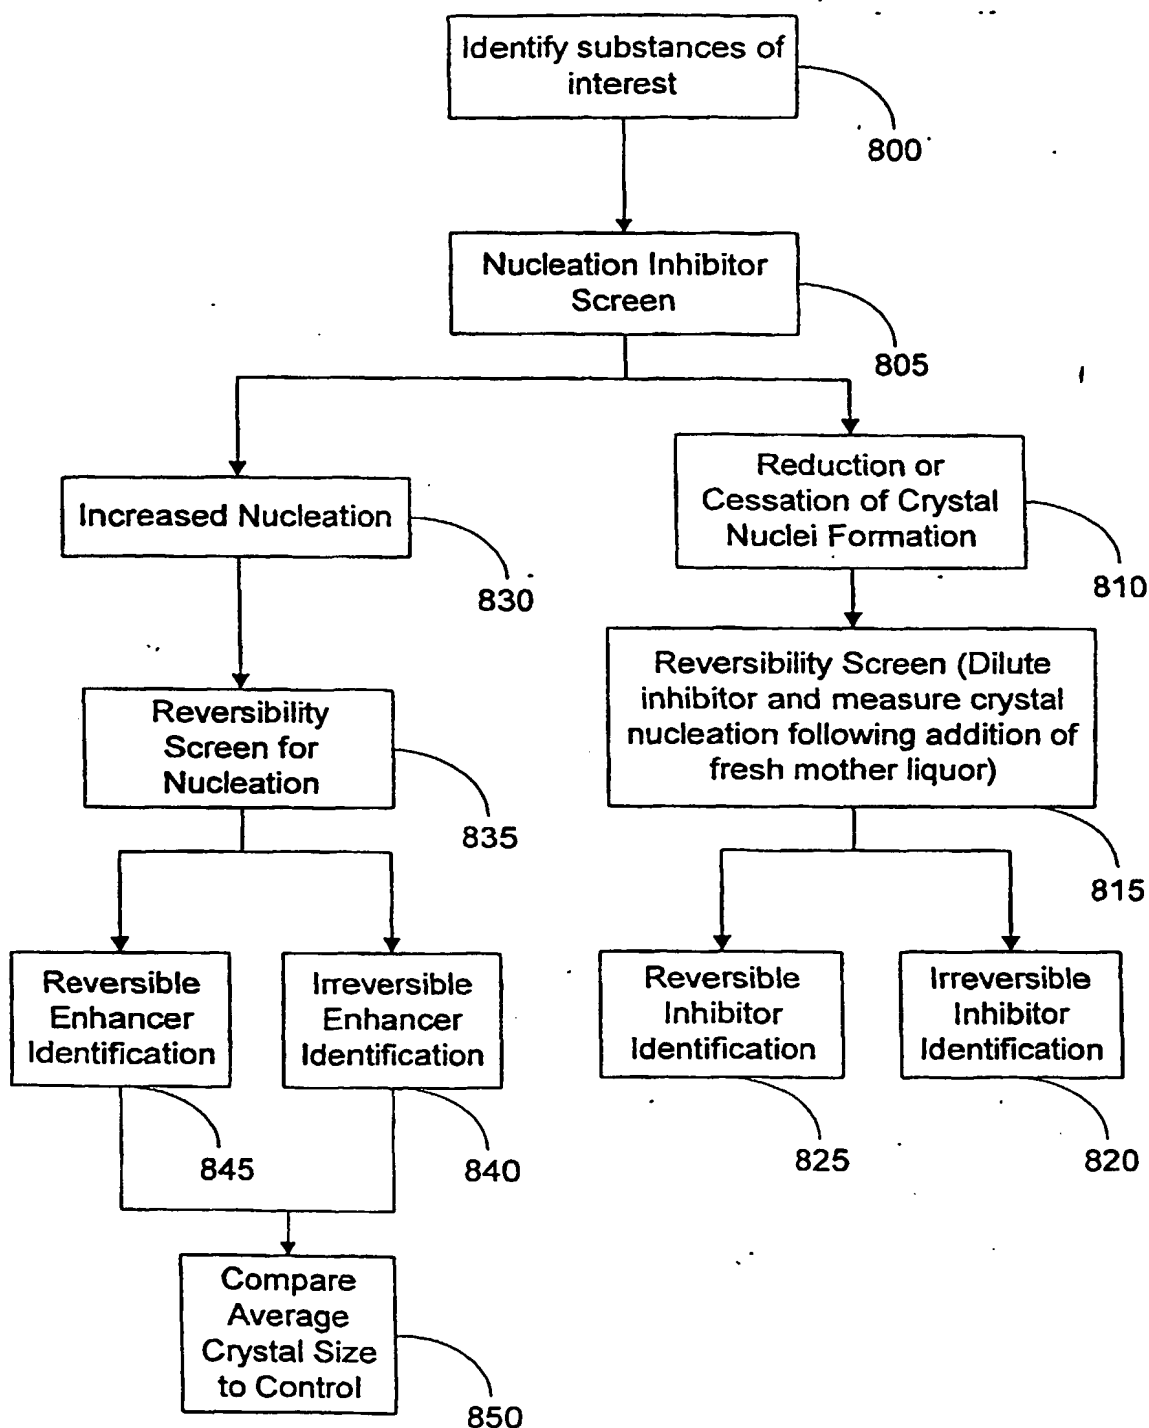 Identify substances of
interest
800
Nucleation Inhibitor
Screen
805
Increased Nucleation
830
Reduction or
Cessation of Crystal
Nuclei Formation
810
Reversibility
Screen for
Nucleation
835
Reversibility Screen (Dilute
inhibitor and measure crystal
nucleation following addition of
fresh mother liquor)
815
Reversible
Enhancer
Identification
845
Irreversible
Enhancer
Identification
840
Reversible
Inhibitor
Identification
825
Irreversible
Inhibitor
Identification
820
Compare
Average
Crystal Size
to Control
850